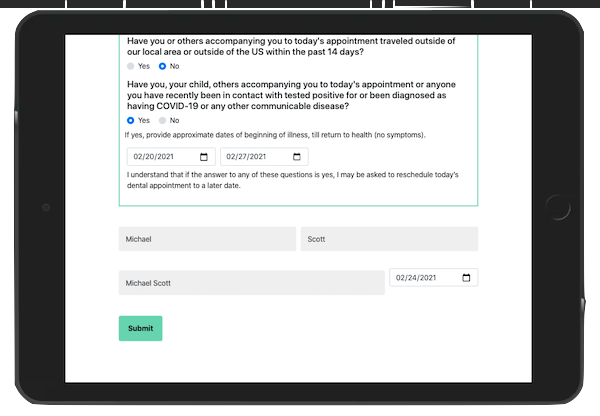 Have you or others accompanying you to today's appointment traveled outside of
our local area or outside of the US within the past 14 days?
Yes No
Have you, your child, others accompanying you to today's appointment or anyone
you have recently been in contact with tested positive for or been diagnosed as
having COVID-19 or any other communicable disease?
Yes No
If yes, provide approximate dates of beginning of illness, till return to health (no symptoms).
02/20/2021 02/27/2021
I understand that if the answer to any of these questions is yes, I may be asked to reschedule today's
dental appointment to a later date.
Michael Scott
Michael Scott 02/24/2021
Submit